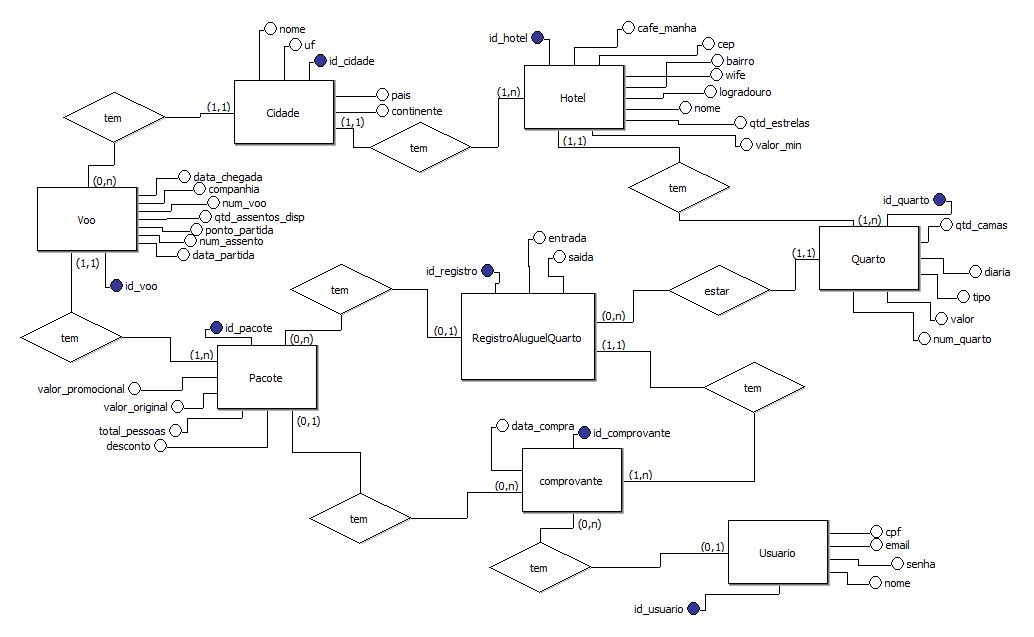 nome
uf
id_cidade
Cidade
pais
continente
(1,1)
(1,1)
tem
tem
id_hotel
cafe_manha
cep
bairro
wife
logradouro
nome
qtd_estrelas
valor_min
Hotel
(1,n)
(1,1)
tem
(0,n)
Voo
data_chegada
companhia
num_voo
qtd_assentos_disp
ponto_partida
num_assento
data_partida
(1,1)
id_voo
id_quarto
(1,n)
qtd_camas
Quarto
(1,1)
diaria
tipo
valor
num_quarto
entrada
saida
id_registro
RegistroAluguelQuarto
(0,1)
(0,n)
(1,1)
estar
tem
tem
id_pacote
(0,n)
(1,n)
Pacote
valor_promocional
valor_original
total_pessoas
desconto
(0,1)
tem
data_compra
id_comprovante
comprovante
(0,n)
(1,n)
(0,n)
tem
tem
(0,1)
Usuario
cpf
email
senha
nome
id_usuario